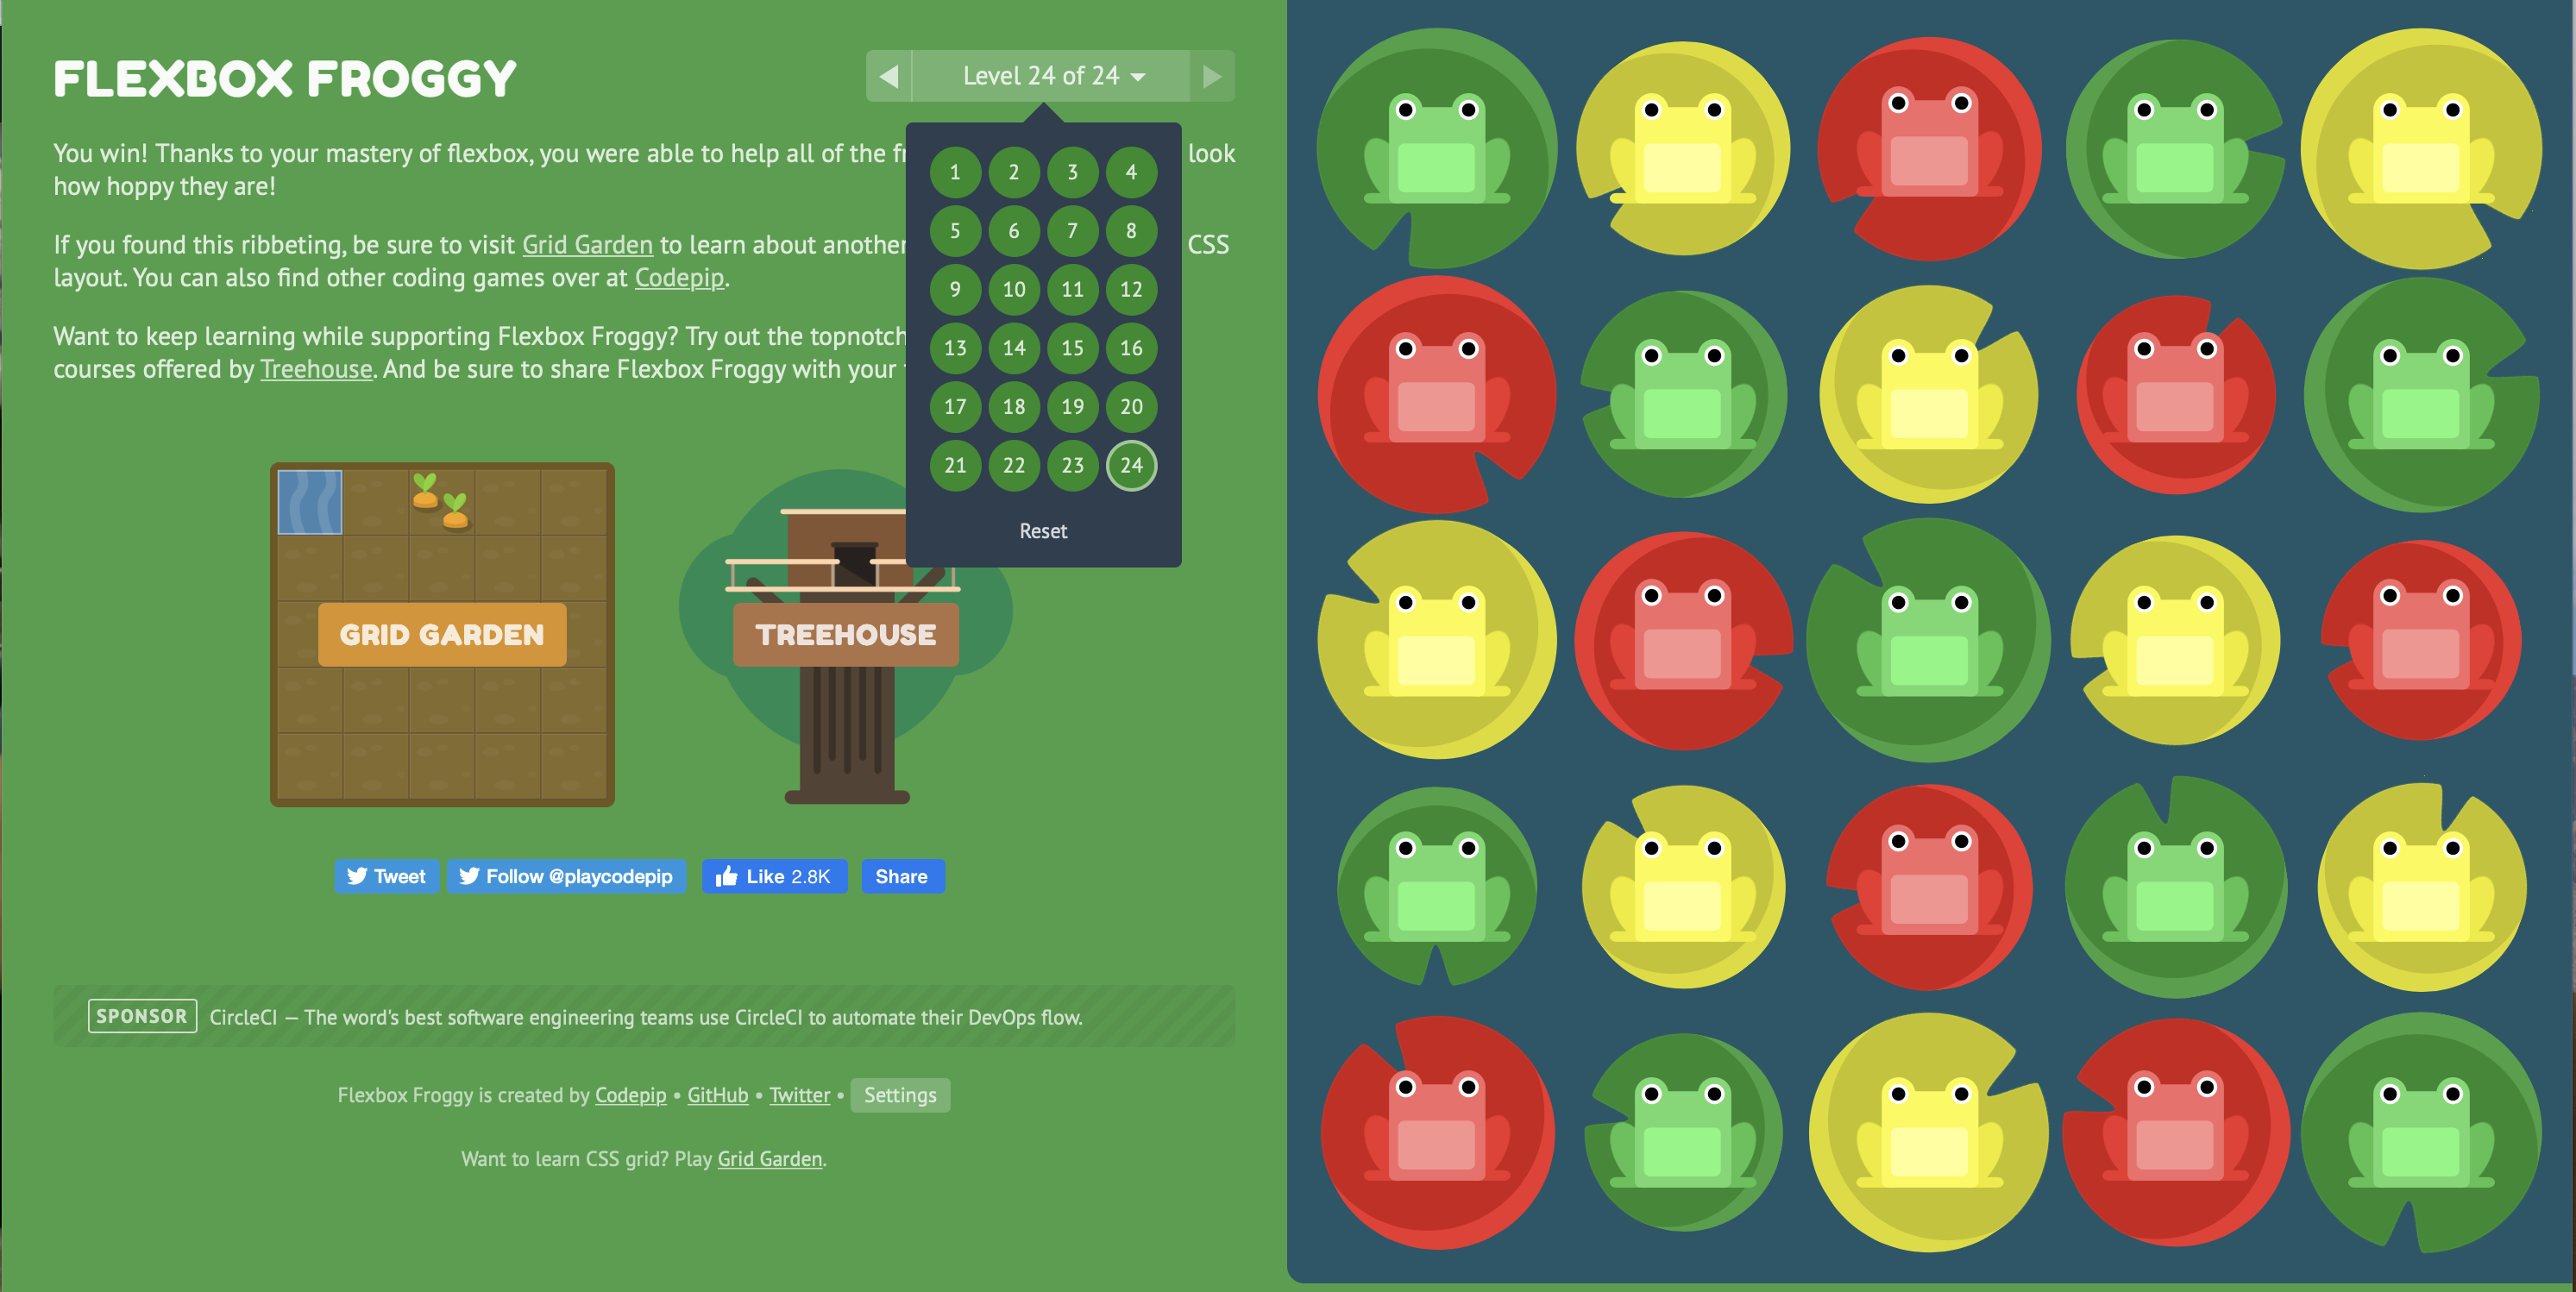 FLEXBOX FROGGY
Level 24 of 24
You win! Thanks to your mastery of flexbox, you were able to help all of the look
how hoppy they are!
If you found this ribbeting, be sure to visit Grid Garden to learn about another CSS
layout. You can also find other coding games over at Codepip.
Want to keep learning while supporting Flexbox Froggy? Try out the topnotch
courses offered by Treehouse. And be sure to share Flexbox Froggy with your
1 2 3 4
5 6 7 8
9 10 11 12
13 14 15 16
17 18 19 20
21 22 23 24
Reset
GRID GARDEN
TREEHOUSE
Tweet
Follow @playcodepip
Like 2.8K
Share
SPONSOR CircleCI — The word's best software engineering teams use CircleCI to automate their DevOps flow.
Flexbox Froggy is created by Codepip • GitHub • Twitter • Settings
Want to learn CSS grid? Play Grid Garden.